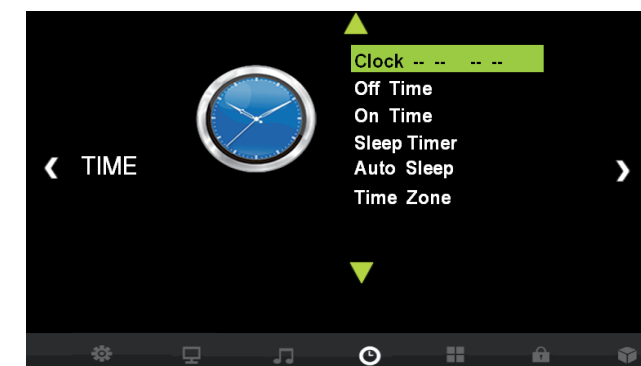 TIME
Clock -- -- -- --
Off Time
On Time
Sleep Timer
Auto Sleep
Time Zone